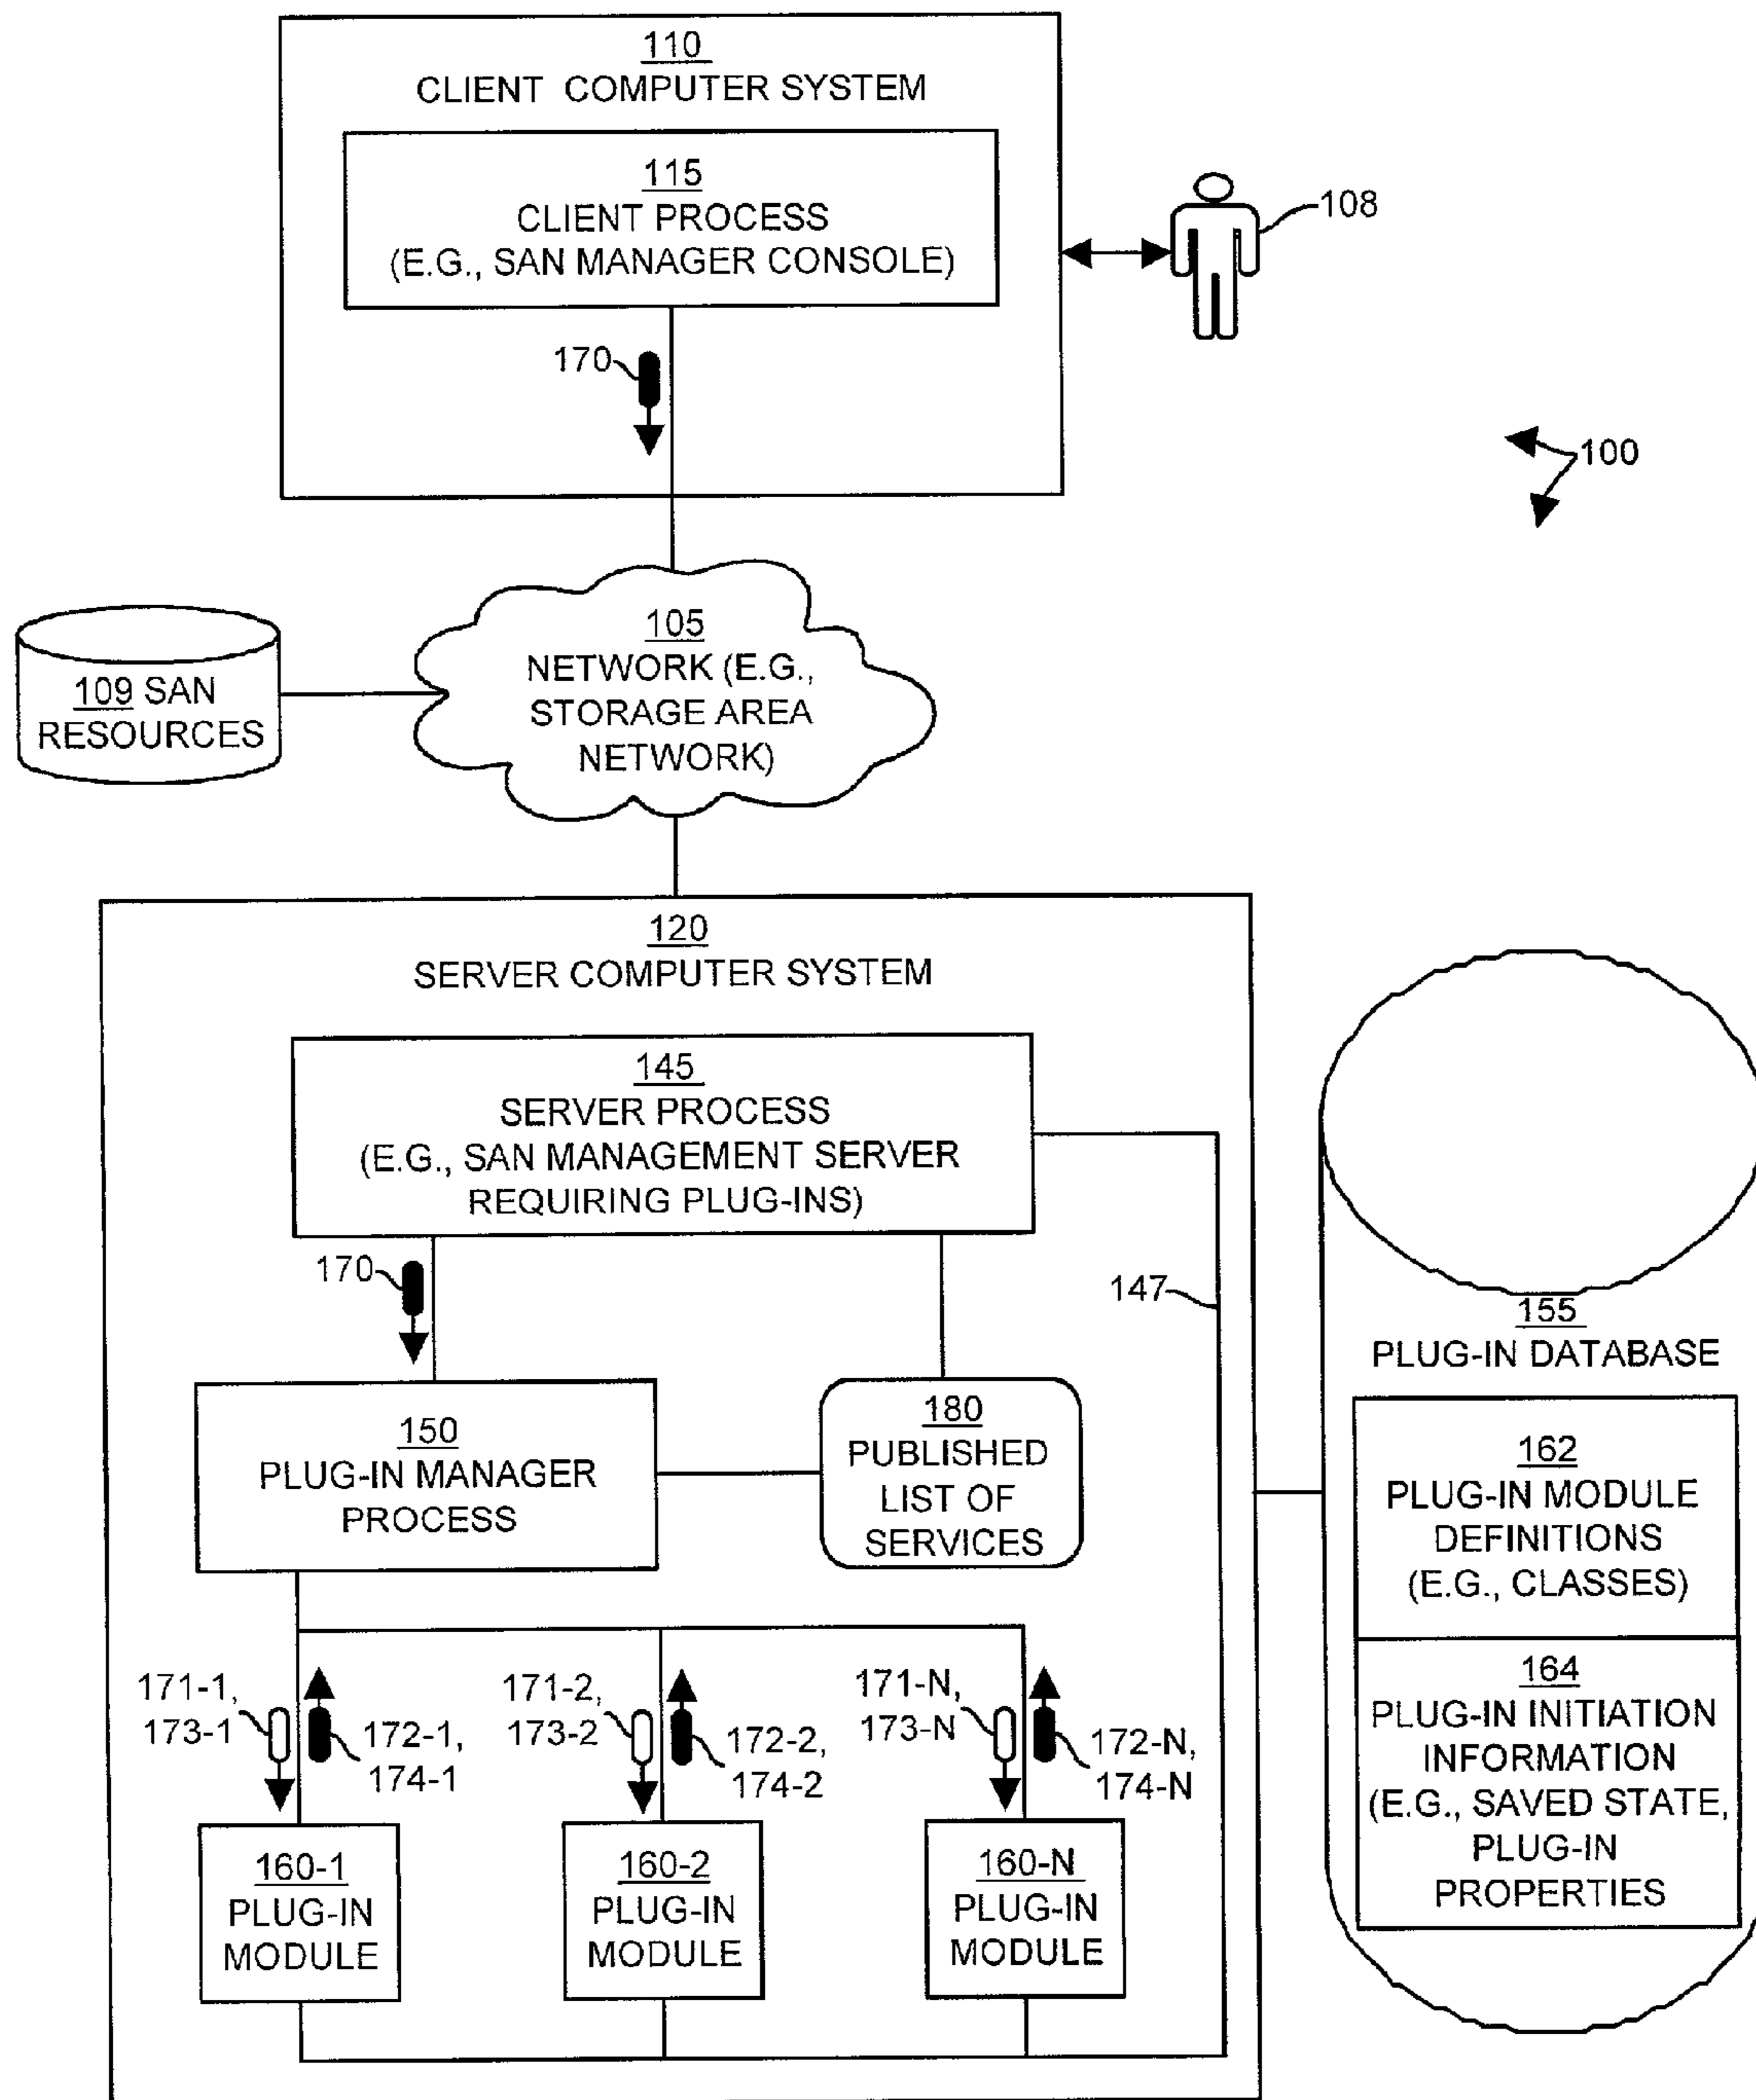 110
CLIENT COMPUTER SYSTEM
115
CLIENT PROCESS
(E.G., SAN MANAGER CONSOLE)
108
170
100
105
NETWORK (E.G.,
STORAGE AREA
NETWORK)
109 SAN
RESOURCES
120
SERVER COMPUTER SYSTEM
145
SERVER PROCESS
(E.G., SAN MANAGEMENT SERVER
REQUIRING PLUG-INS)
170
147
150
PLUG-IN MANAGER
PROCESS
180
PUBLISHED
LIST OF
SERVICES
155
PLUG-IN DATABASE
162
PLUG-IN MODULE
DEFINITIONS
(E.G., CLASSES)
164
PLUG-IN INITIATION
INFORMATION
(E.G., SAVED STATE,
PLUG-IN
PROPERTIES
171-1,
173-1
172-1,
174-1
171-2,
173-2
172-2,
174-2
171-N,
173-N
172-N,
174-N
160-1
PLUG-IN
MODULE
160-2
PLUG-IN
MODULE
160-N
PLUG-IN
MODULE